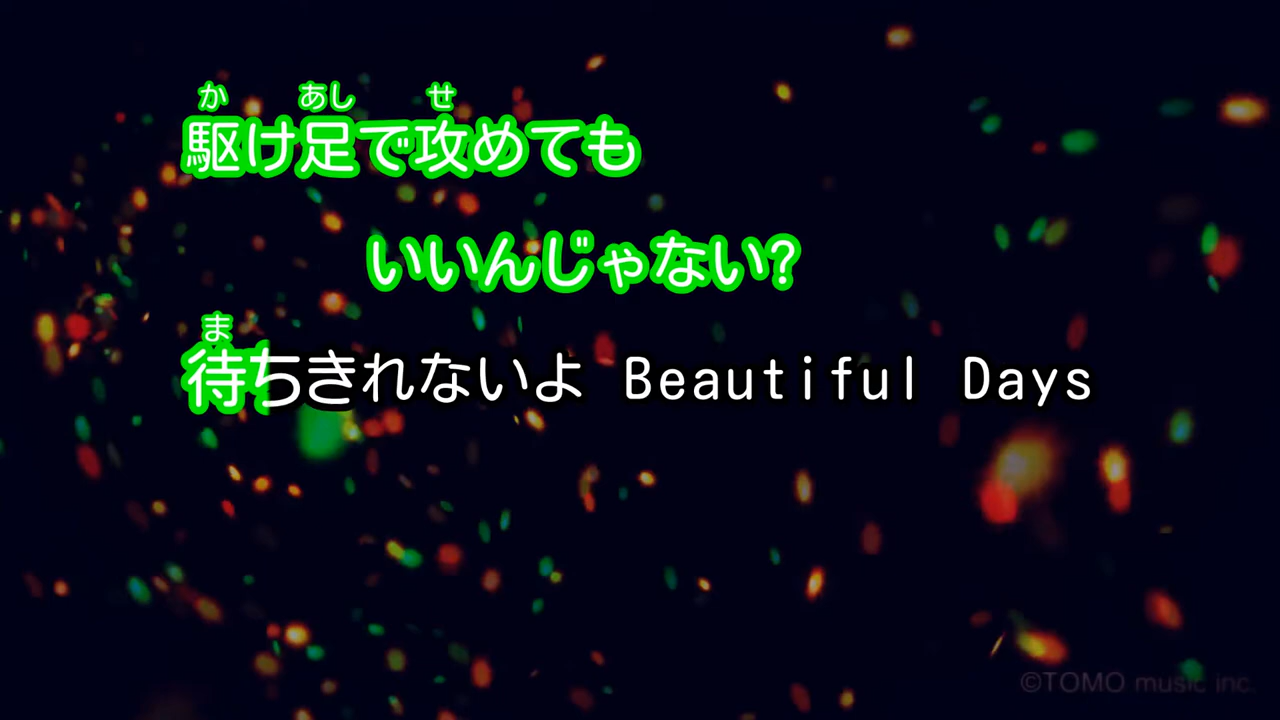 か あし せ
駆け足で攻めても
いいんじゃない?
ま
待ちきれないよ Beautiful Days
©TOMO music inc.